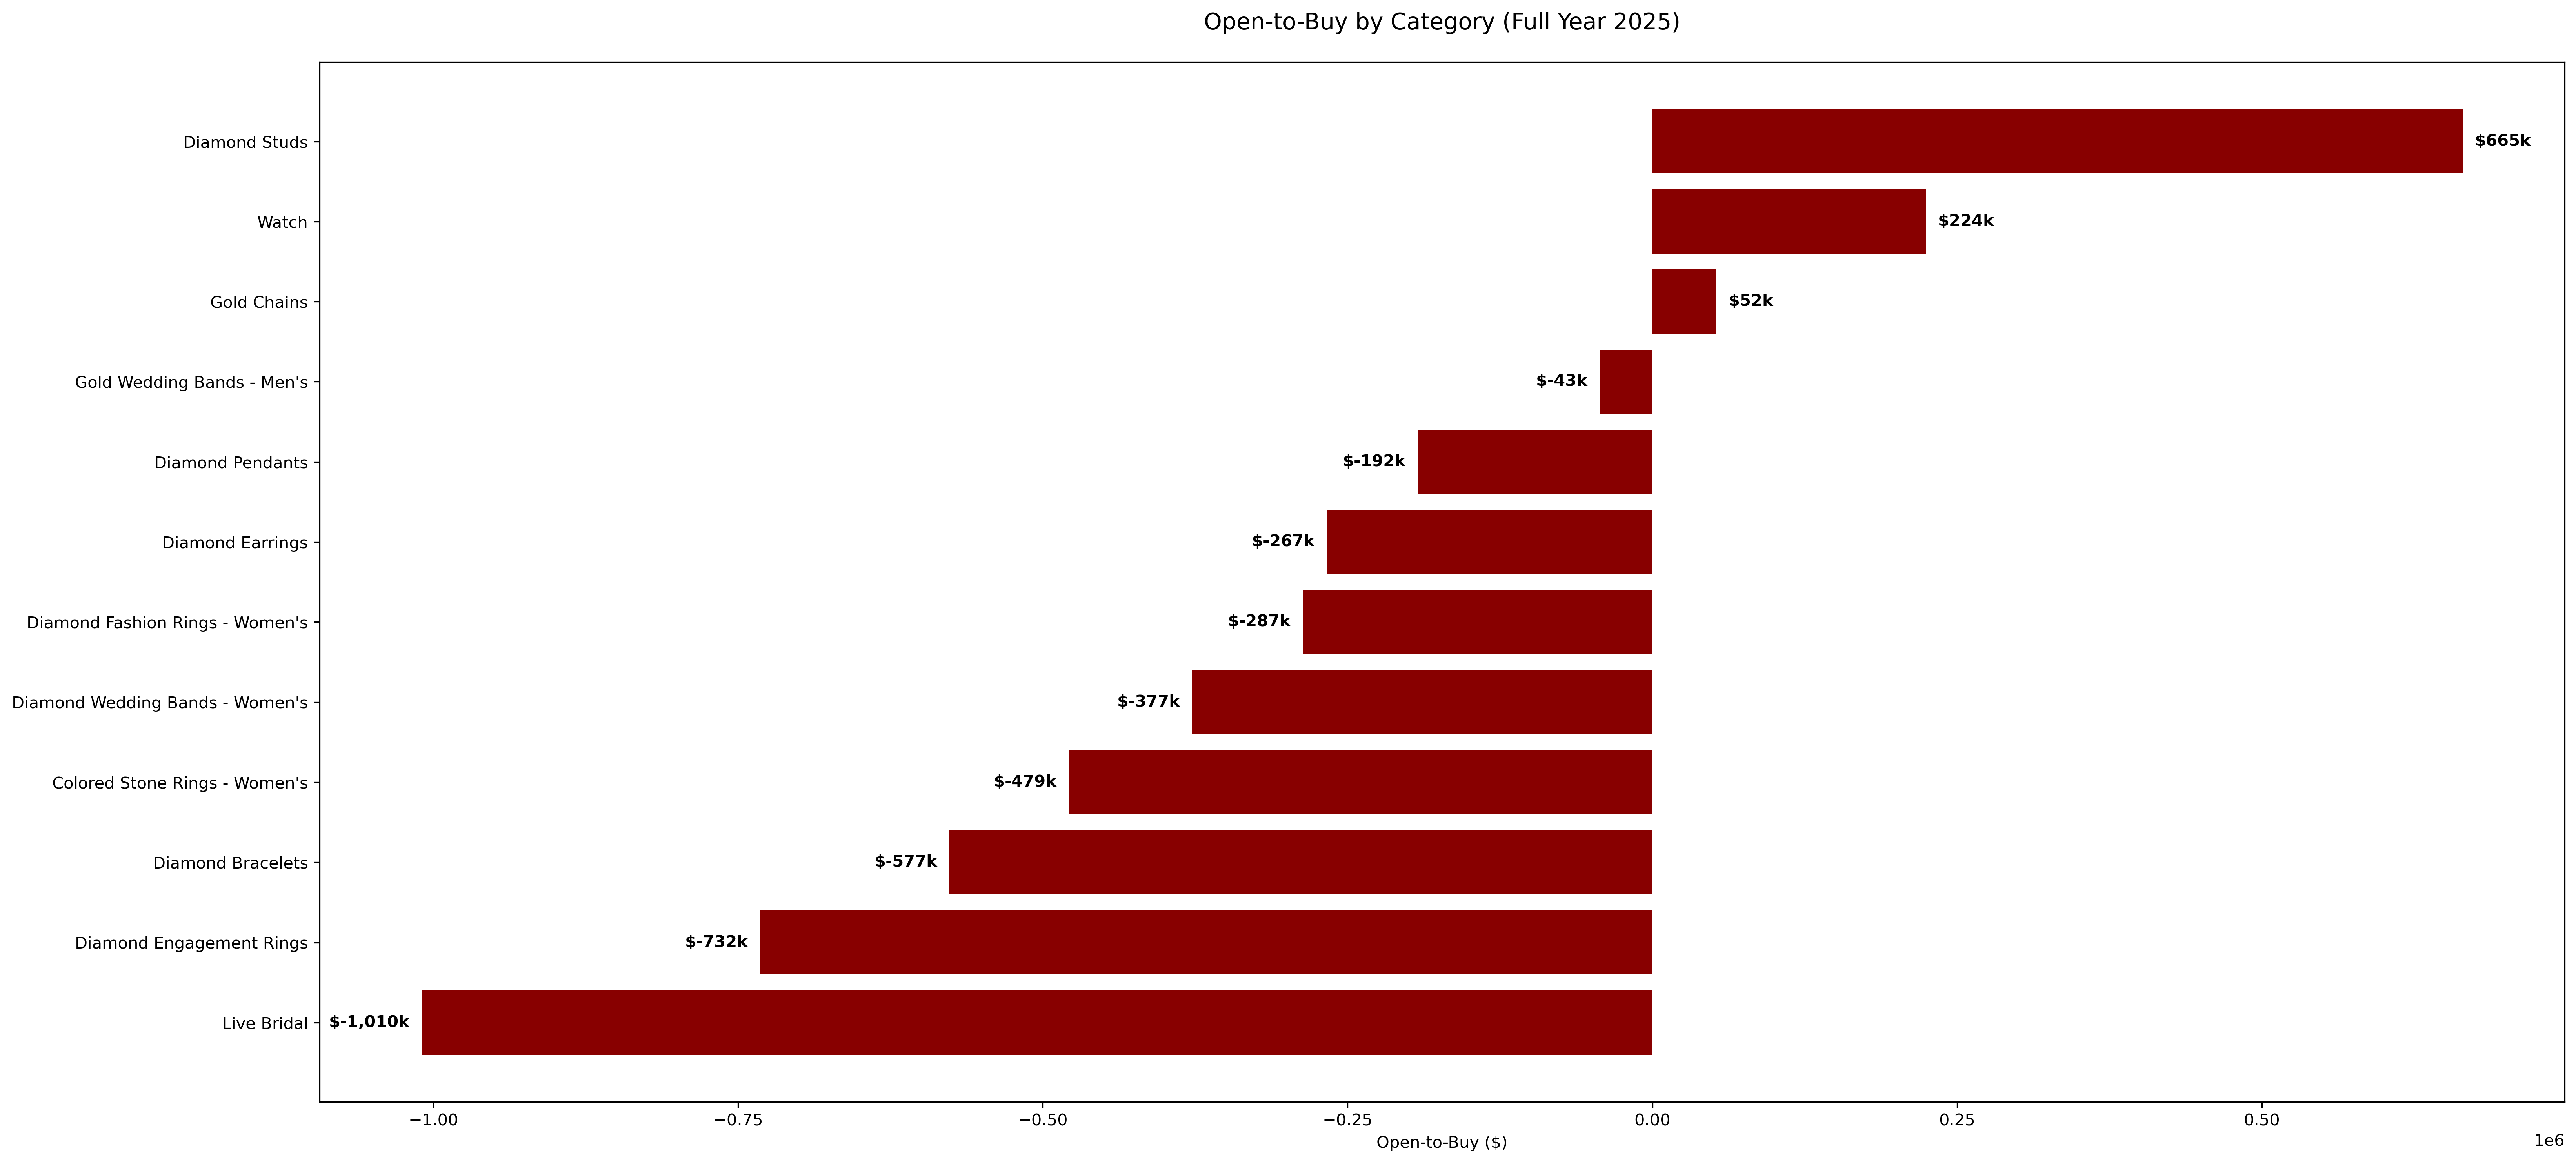 Open-to-Buy by Category (Full Year 2025)
Diamond Studs
$665k
Watch
$224k
Gold Chains
$52k
Gold Wedding Bands - Men's
$-43k
Diamond Pendants
$-192k
Diamond Earrings
$-267k
Diamond Fashion Rings - Women's
$-287k
Diamond Wedding Bands - Women's
$-377k
Colored Stone Rings - Women's
$-479k
Diamond Bracelets
$-577k
Diamond Engagement Rings
$-732k
Live Bridal
$-1,010k
−1.00 −0.75 −0.50 −0.25 0.00 0.25 0.50
Open-to-Buy ($)
1e6